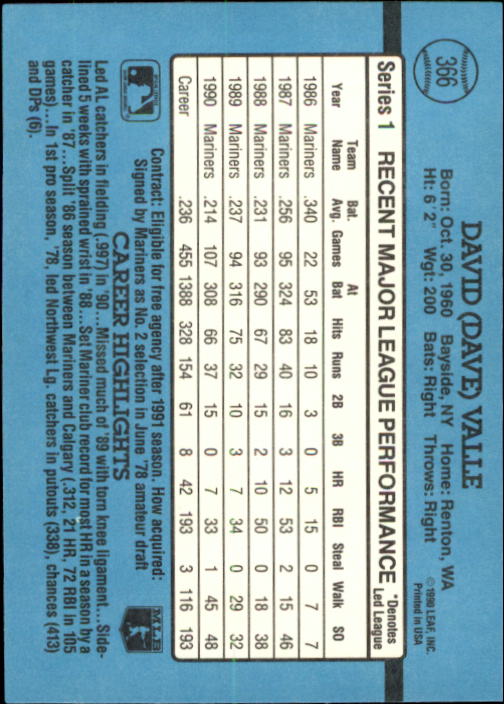 366
DAVID (DAVE) VALLE
© 1990 LEAF, INC.
Printed in USA
Born: Oct. 30, 1960 Bayside, NY Home: Renton, WA
Ht: 6' 2" Wgt: 200 Bats: Right Throws: Right
Series 1 RECENT MAJOR LEAGUE PERFORMANCE *Denotes Led League
Year Team Name Bat. Avg. Games At Bat Hits Runs 2B 3B HR RBI Steal Walk SO
1986 Mariners .340 22 53 18 10 3 0 5 15 0 7 7
1987 Mariners .256 95 324 83 40 16 3 12 53 2 15 46
1988 Mariners .231 93 290 67 29 15 2 10 50 0 18 38
1989 Mariners .237 94 316 75 32 10 3 7 34 0 29 32
1990 Mariners .214 107 308 66 37 15 0 7 33 1 45 48
Career .236 455 1388 328 154 61 8 42 193 3 116 193
Contract: Eligible for free agency after 1991 season. How acquired:
Signed by Mariners as No. 2 selection in June '78 amateur draft
CAREER HIGHLIGHTS
MLB
Led AL catchers in fielding (.997) in '90...Missed much of '89 with torn knee ligament...Side-
lined 5 weeks with sprained wrist in '88...Set Mariner club record for most HR in a season by a
catcher in '87...Split '86 season between Mariners and Calgary (.312, 21 HR, 72 RBI in 105
games)...In 1st pro season, '78, led Northwest Lg. catchers in putouts (338), chances (413)
and DPs (6).